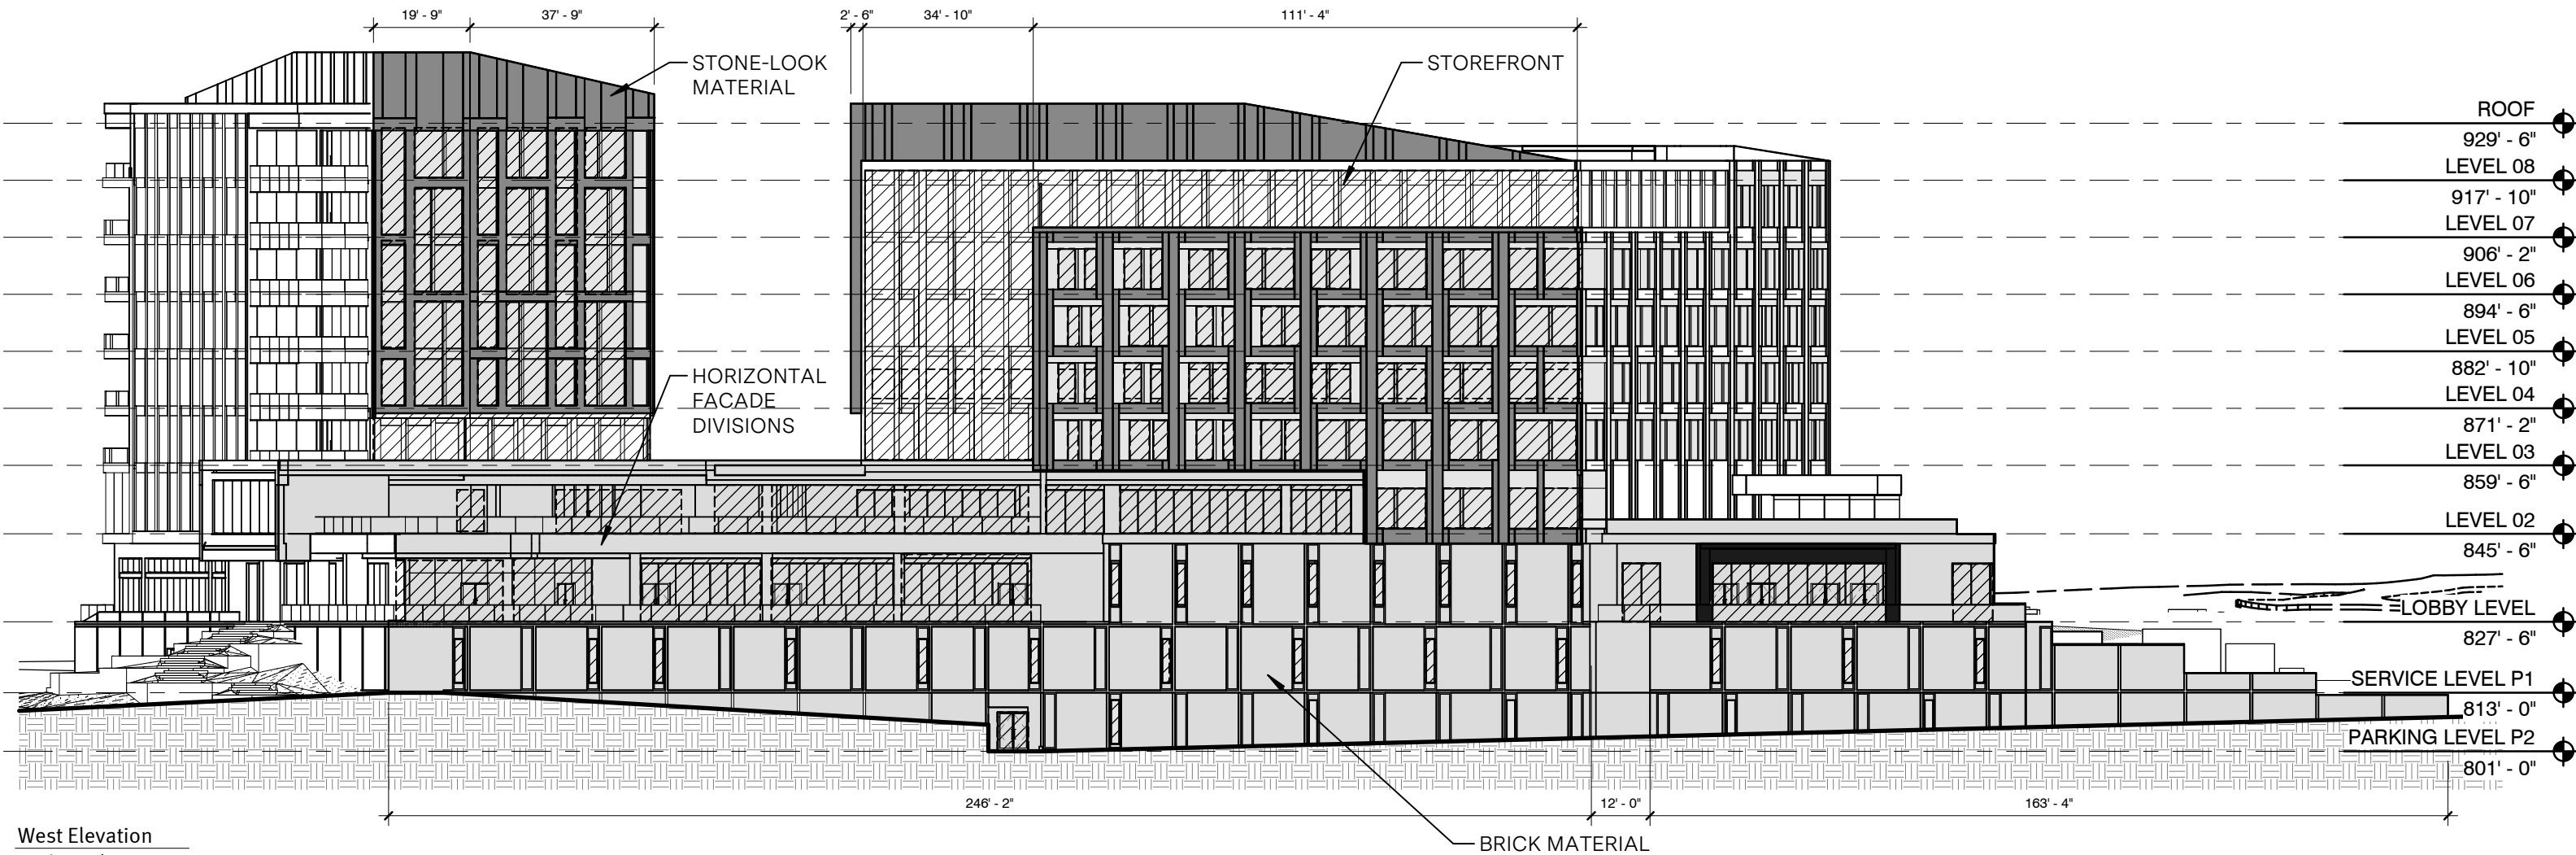 19' - 9"
37' - 9"
2' - 6"
34' - 10"
111' - 4"
STONE-LOOK
MATERIAL
STOREFRONT
HORIZONTAL
FACADE
DIVISIONS
ROOF
929' - 6"
LEVEL 08
917' - 10"
LEVEL 07
906' - 2"
LEVEL 06
894' - 6"
LEVEL 05
882' - 10"
LEVEL 04
871' - 2"
LEVEL 03
859' - 6"
LEVEL 02
845' - 6"
LOBBY LEVEL
827' - 6"
SERVICE LEVEL P1
813' - 0"
PARKING LEVEL P2
801' - 0"
246' - 2"
12' - 0"
163' - 4"
West Elevation
BRICK MATERIAL